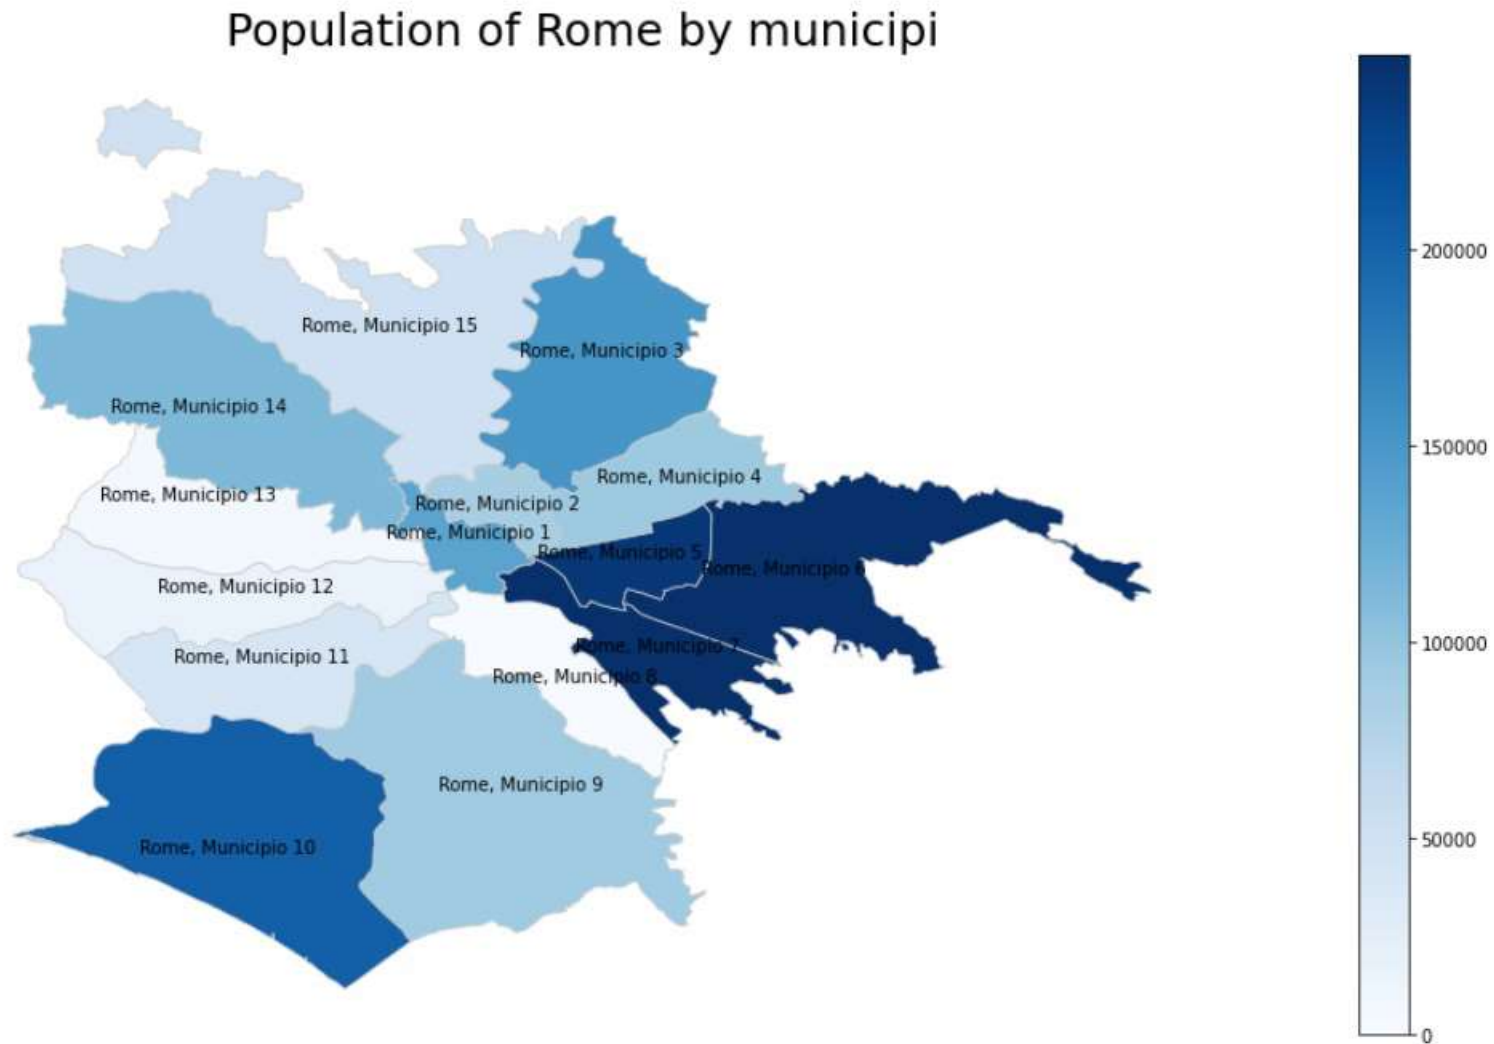 Population of Rome by municipi
Rome, Municipio 15
Rome, Municipio 3
Rome, Municipio 14
Rome, Municipio 4
Rome, Municipio 13
Rome, Municipio 2
Rome, Municipio 1
Rome, Municipio 5
Rome, Municipio 6
Rome, Municipio 12
Rome, Municipio 7
Rome, Municipio 11
Rome, Municipio 8
Rome, Municipio 9
Rome, Municipio 10
200000
150000
100000
50000
0